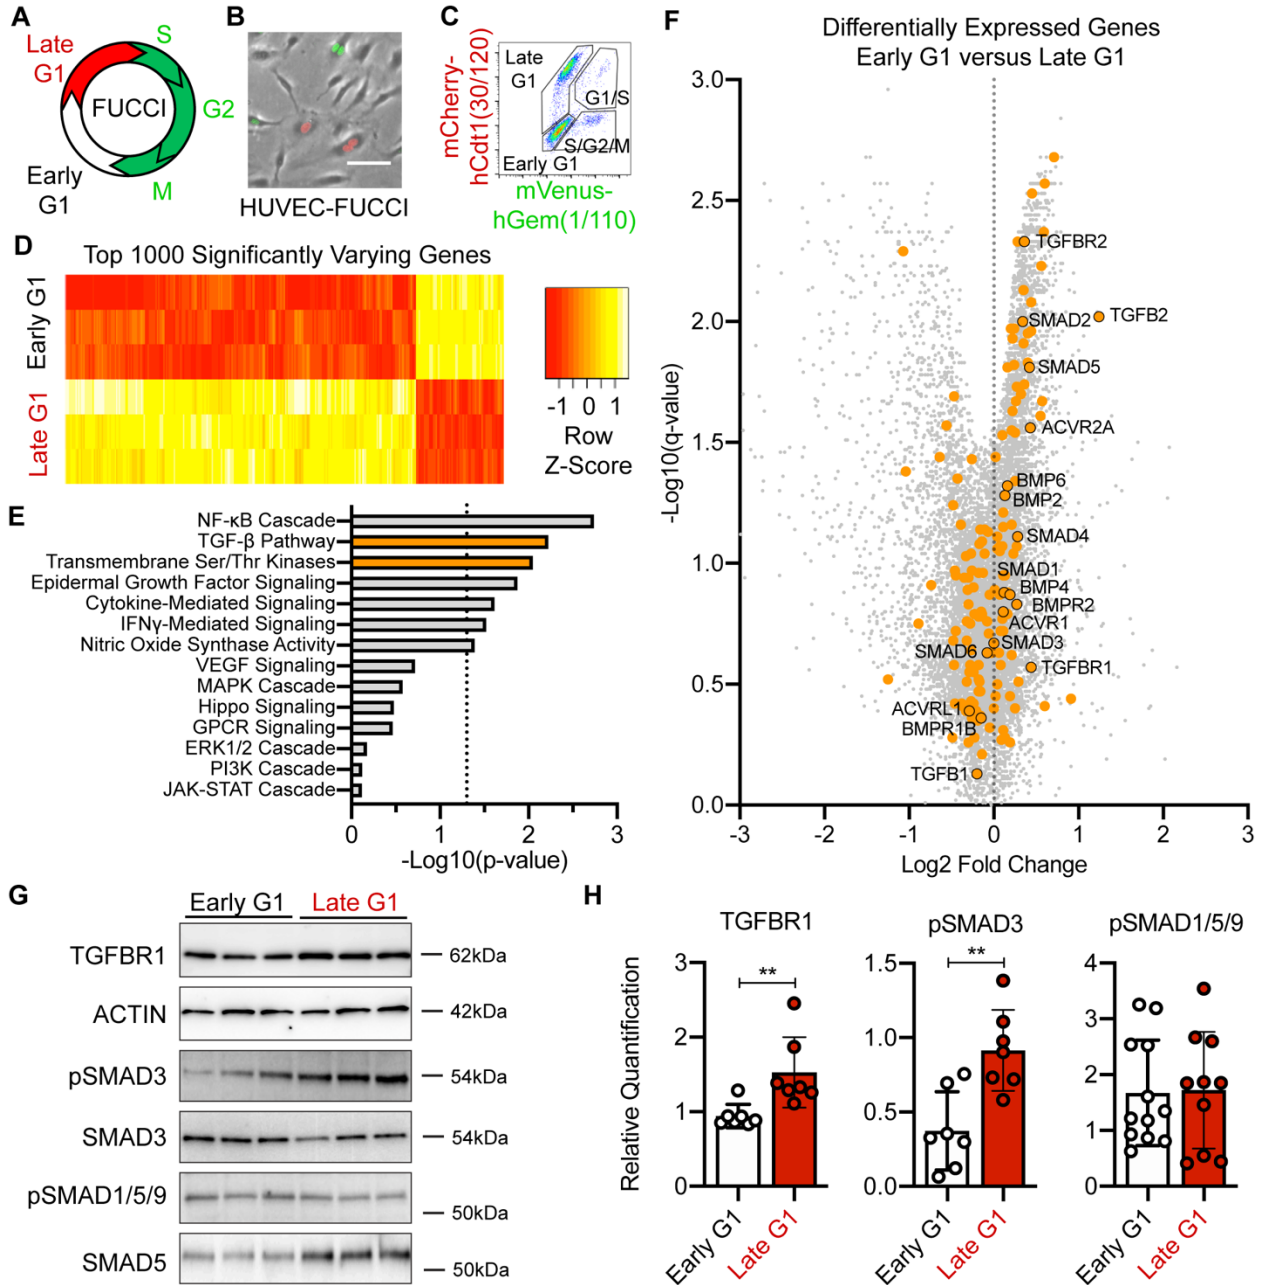 A
Late
G1
S
G2
M
Early
G1
FUCCI
B
HUVEC-FUCCI
C
mCherry-
hCdt1(30/120)
Late
G1
G1/S
S/G2/M
Early G1
mVenus-
hGem(1/110)
D
Top 1000 Significantly Varying Genes
Early G1
Late G1
-1 0 1
Row
Z-Score
E
NF-κB Cascade
TGF-β Pathway
Transmembrane Ser/Thr Kinases
Epidermal Growth Factor Signaling
Cytokine-Mediated Signaling
IFNγ-Mediated Signaling
Nitric Oxide Synthase Activity
VEGF Signaling
MAPK Cascade
Hippo Signaling
GPCR Signaling
ERK1/2 Cascade
PI3K Cascade
JAK-STAT Cascade
0 1 2 3
-Log10(p-value)
F
Differentially Expressed Genes
Early G1 versus Late G1
-Log10(q-value)
3.0
2.5
2.0
1.5
1.0
0.5
0.0
TGFBR2
TGFB2
SMAD2
SMAD5
ACVR2A
BMP6
BMP2
SMAD4
SMAD1
BMP4
BMPR2
ACVR1
SMAD3
SMAD6
TGFBR1
ACVRL1
BMPR1B
TGFB1
-3 -2 -1 0 1 2 3
Log2 Fold Change
G
Early G1 Late G1
TGFBR1 62kDa
ACTIN 42kDa
pSMAD3 54kDa
SMAD3 54kDa
pSMAD1/5/9 50kDa
SMAD5 50kDa
H
Relative Quantification
TGFBR1
**
3
2
1
0
Early G1
Late G1
pSMAD3
**
1.5
1.0
0.5
0.0
Early G1
Late G1
pSMAD1/5/9
4
3
2
1
0
Early G1
Late G1